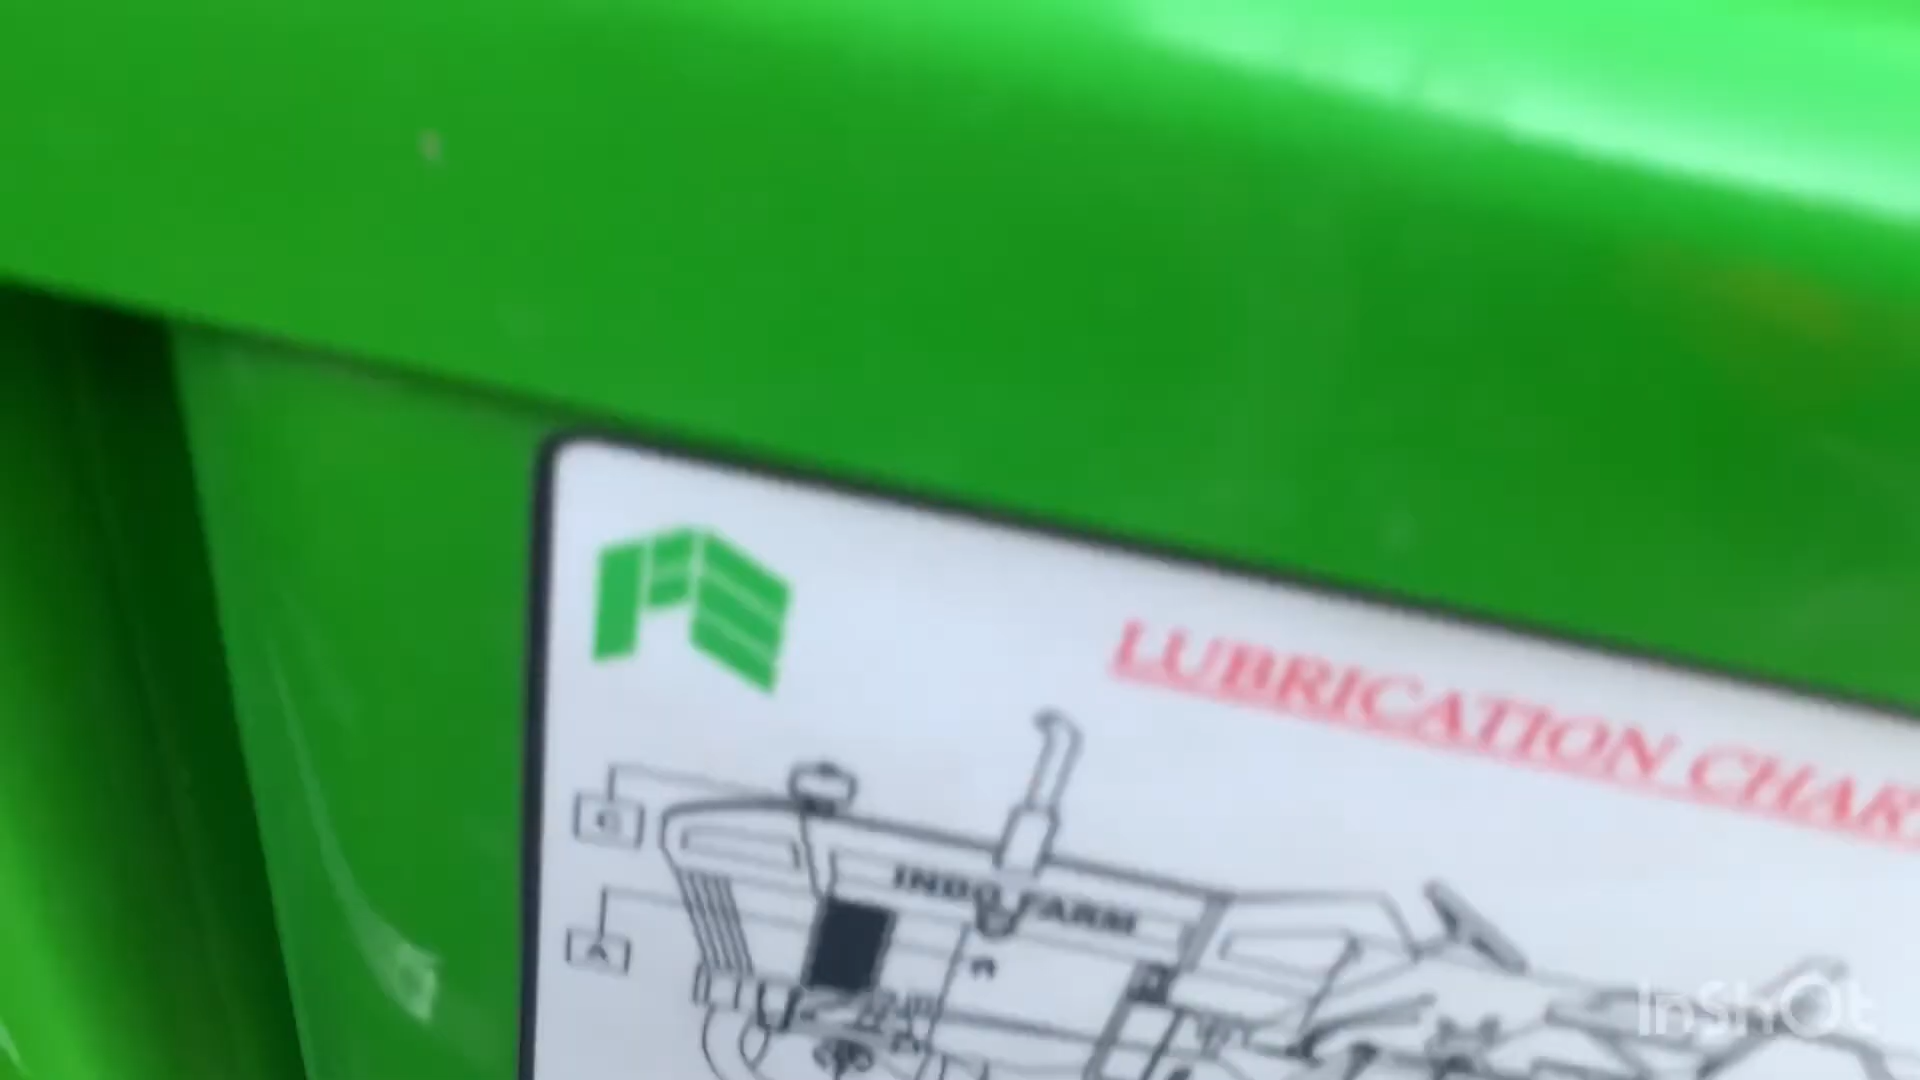 LUBRICATION CHAR
C
INDO FARM
A
InShOt